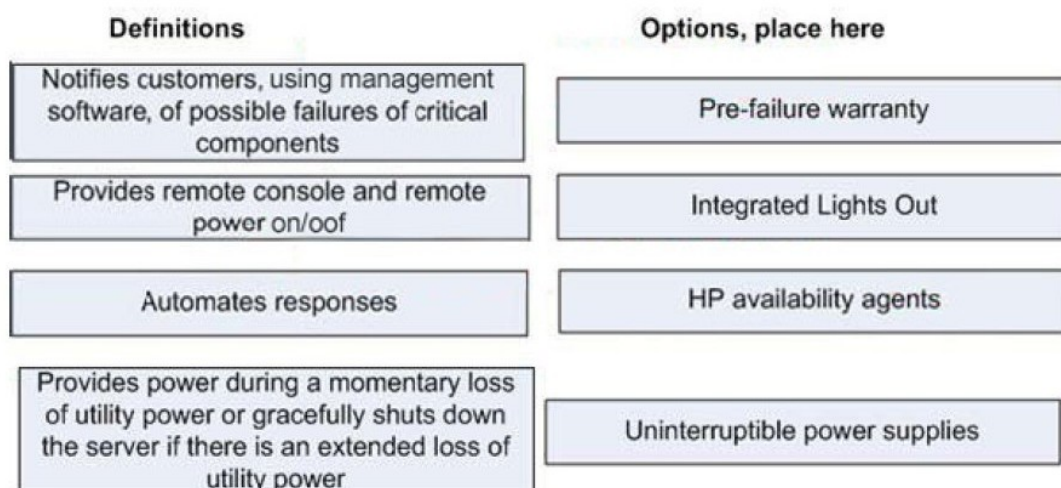 Definitions
Options, place here
Notifies customers, using management
software, of possible failures of critical
components
Pre-failure warranty
Provides remote console and remote
power on/oof
Integrated Lights Out
Automates responses
HP availability agents
Provides power during a momentary loss
of utility power or gracefully shuts down
the server if there is an extended loss of
utility power
Uninterruptible power supplies